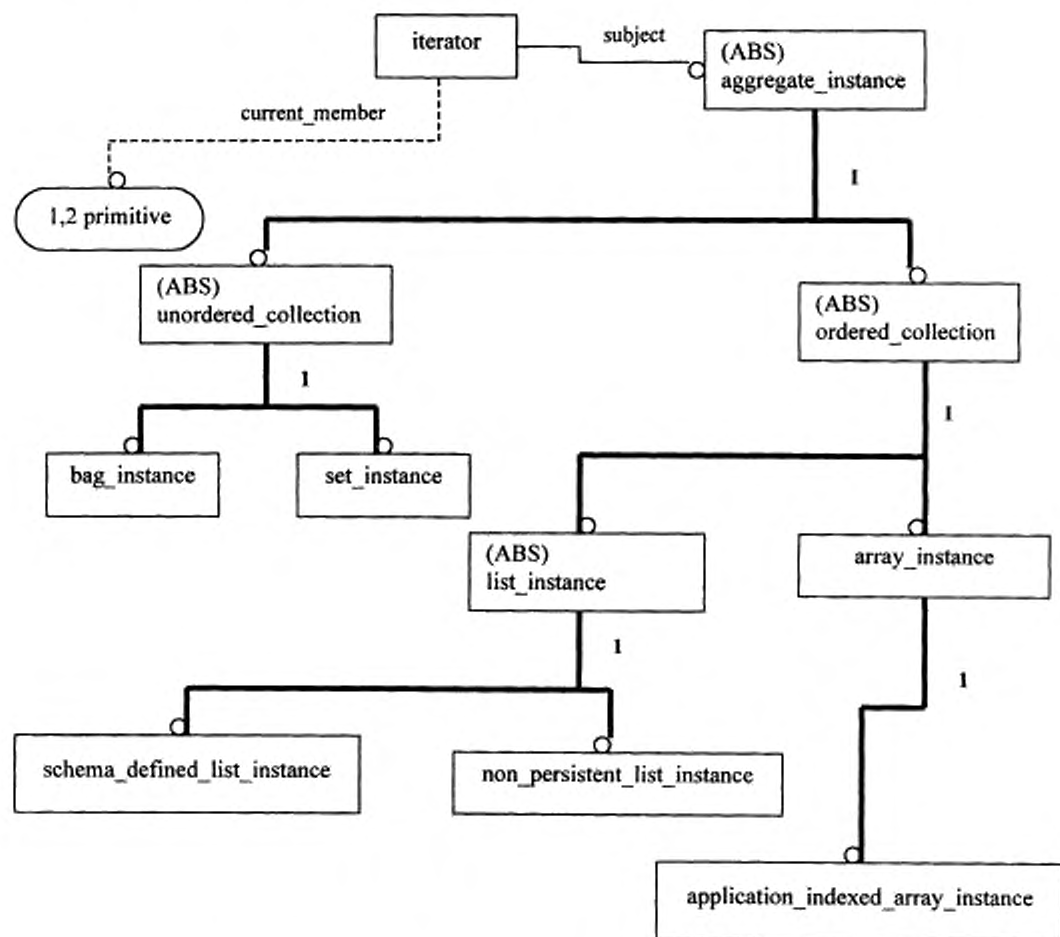 iterator
subject
(ABS)
aggregate_instance
current_member
1
1,2 primitive
(ABS)
unordered_collection
(ABS)
ordered_collection
1
1
bag_instance
set_instance
(ABS)
list_instance
array_instance
1
1
schema_defined_list_instance
non_persistent_list_instance
application_indexed_array_instance